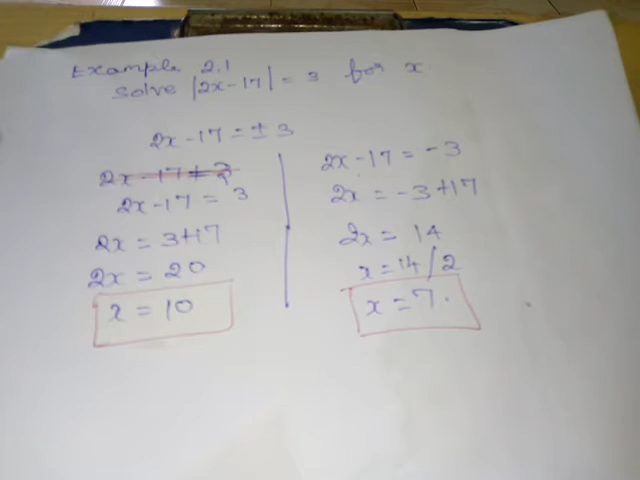 Example 2.1
Solve |2x-17| = 3 for x
2x-17 = ± 3
2x-17 = 3
2x = 3+17
2x = 20
x = 10
2x-17 = -3
2x = -3+17
2x = 14
x = 14/2
x = 7.